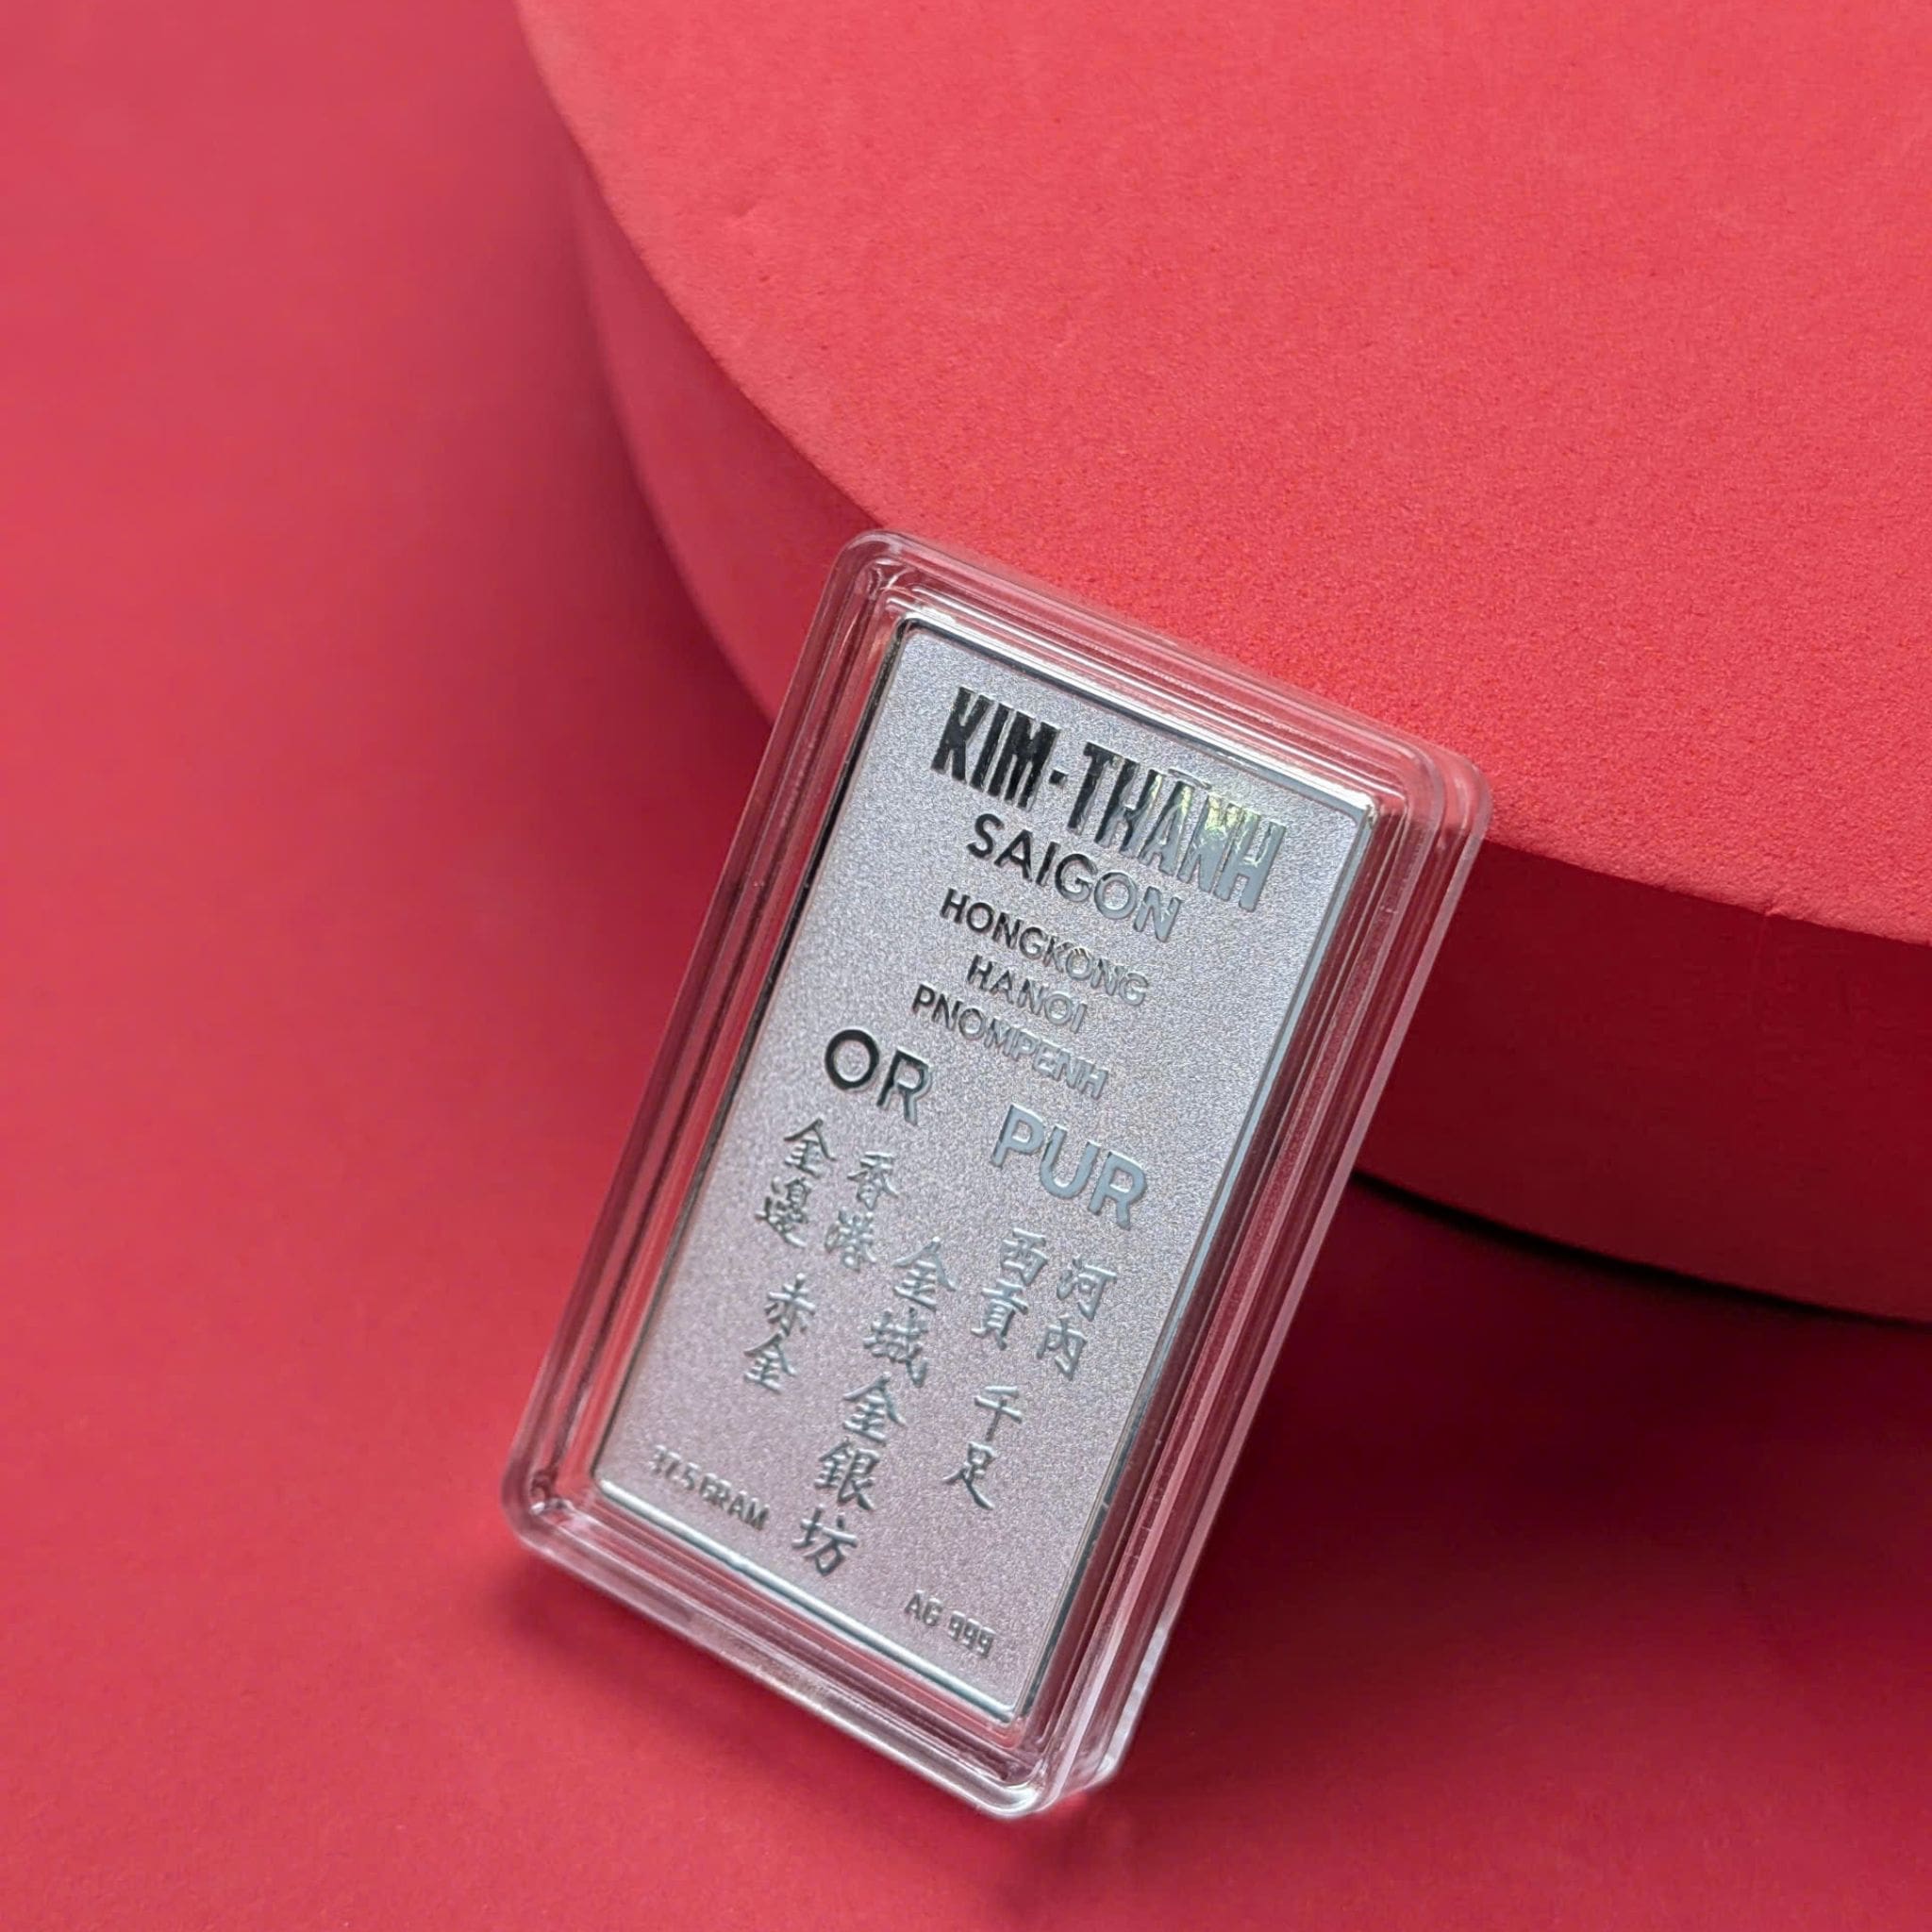 KIM-THÀNH
SAIGON
HONGKONG
HANOI
PNOMPENH
OR PUR
河內
西貢
香港
金邊
金城金銀坊
千足
赤金
37.5 GRAM
AG 999